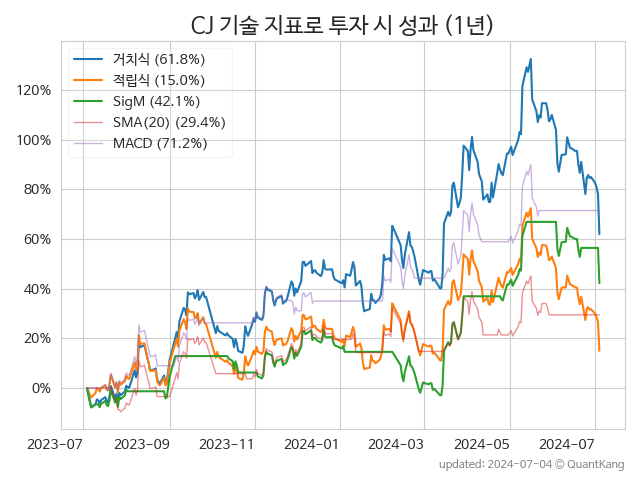 CJ 기술 지표로 투자 시 성과 (1년)
거치식 (61.8%)
적립식 (15.0%)
SigM (42.1%)
SMA(20) (29.4%)
MACD (71.2%)
120%
100%
80%
60%
40%
20%
0%
2023-07 2023-09 2023-11 2024-01 2024-03 2024-05 2024-07
updated: 2024-07-04 © QuantKang